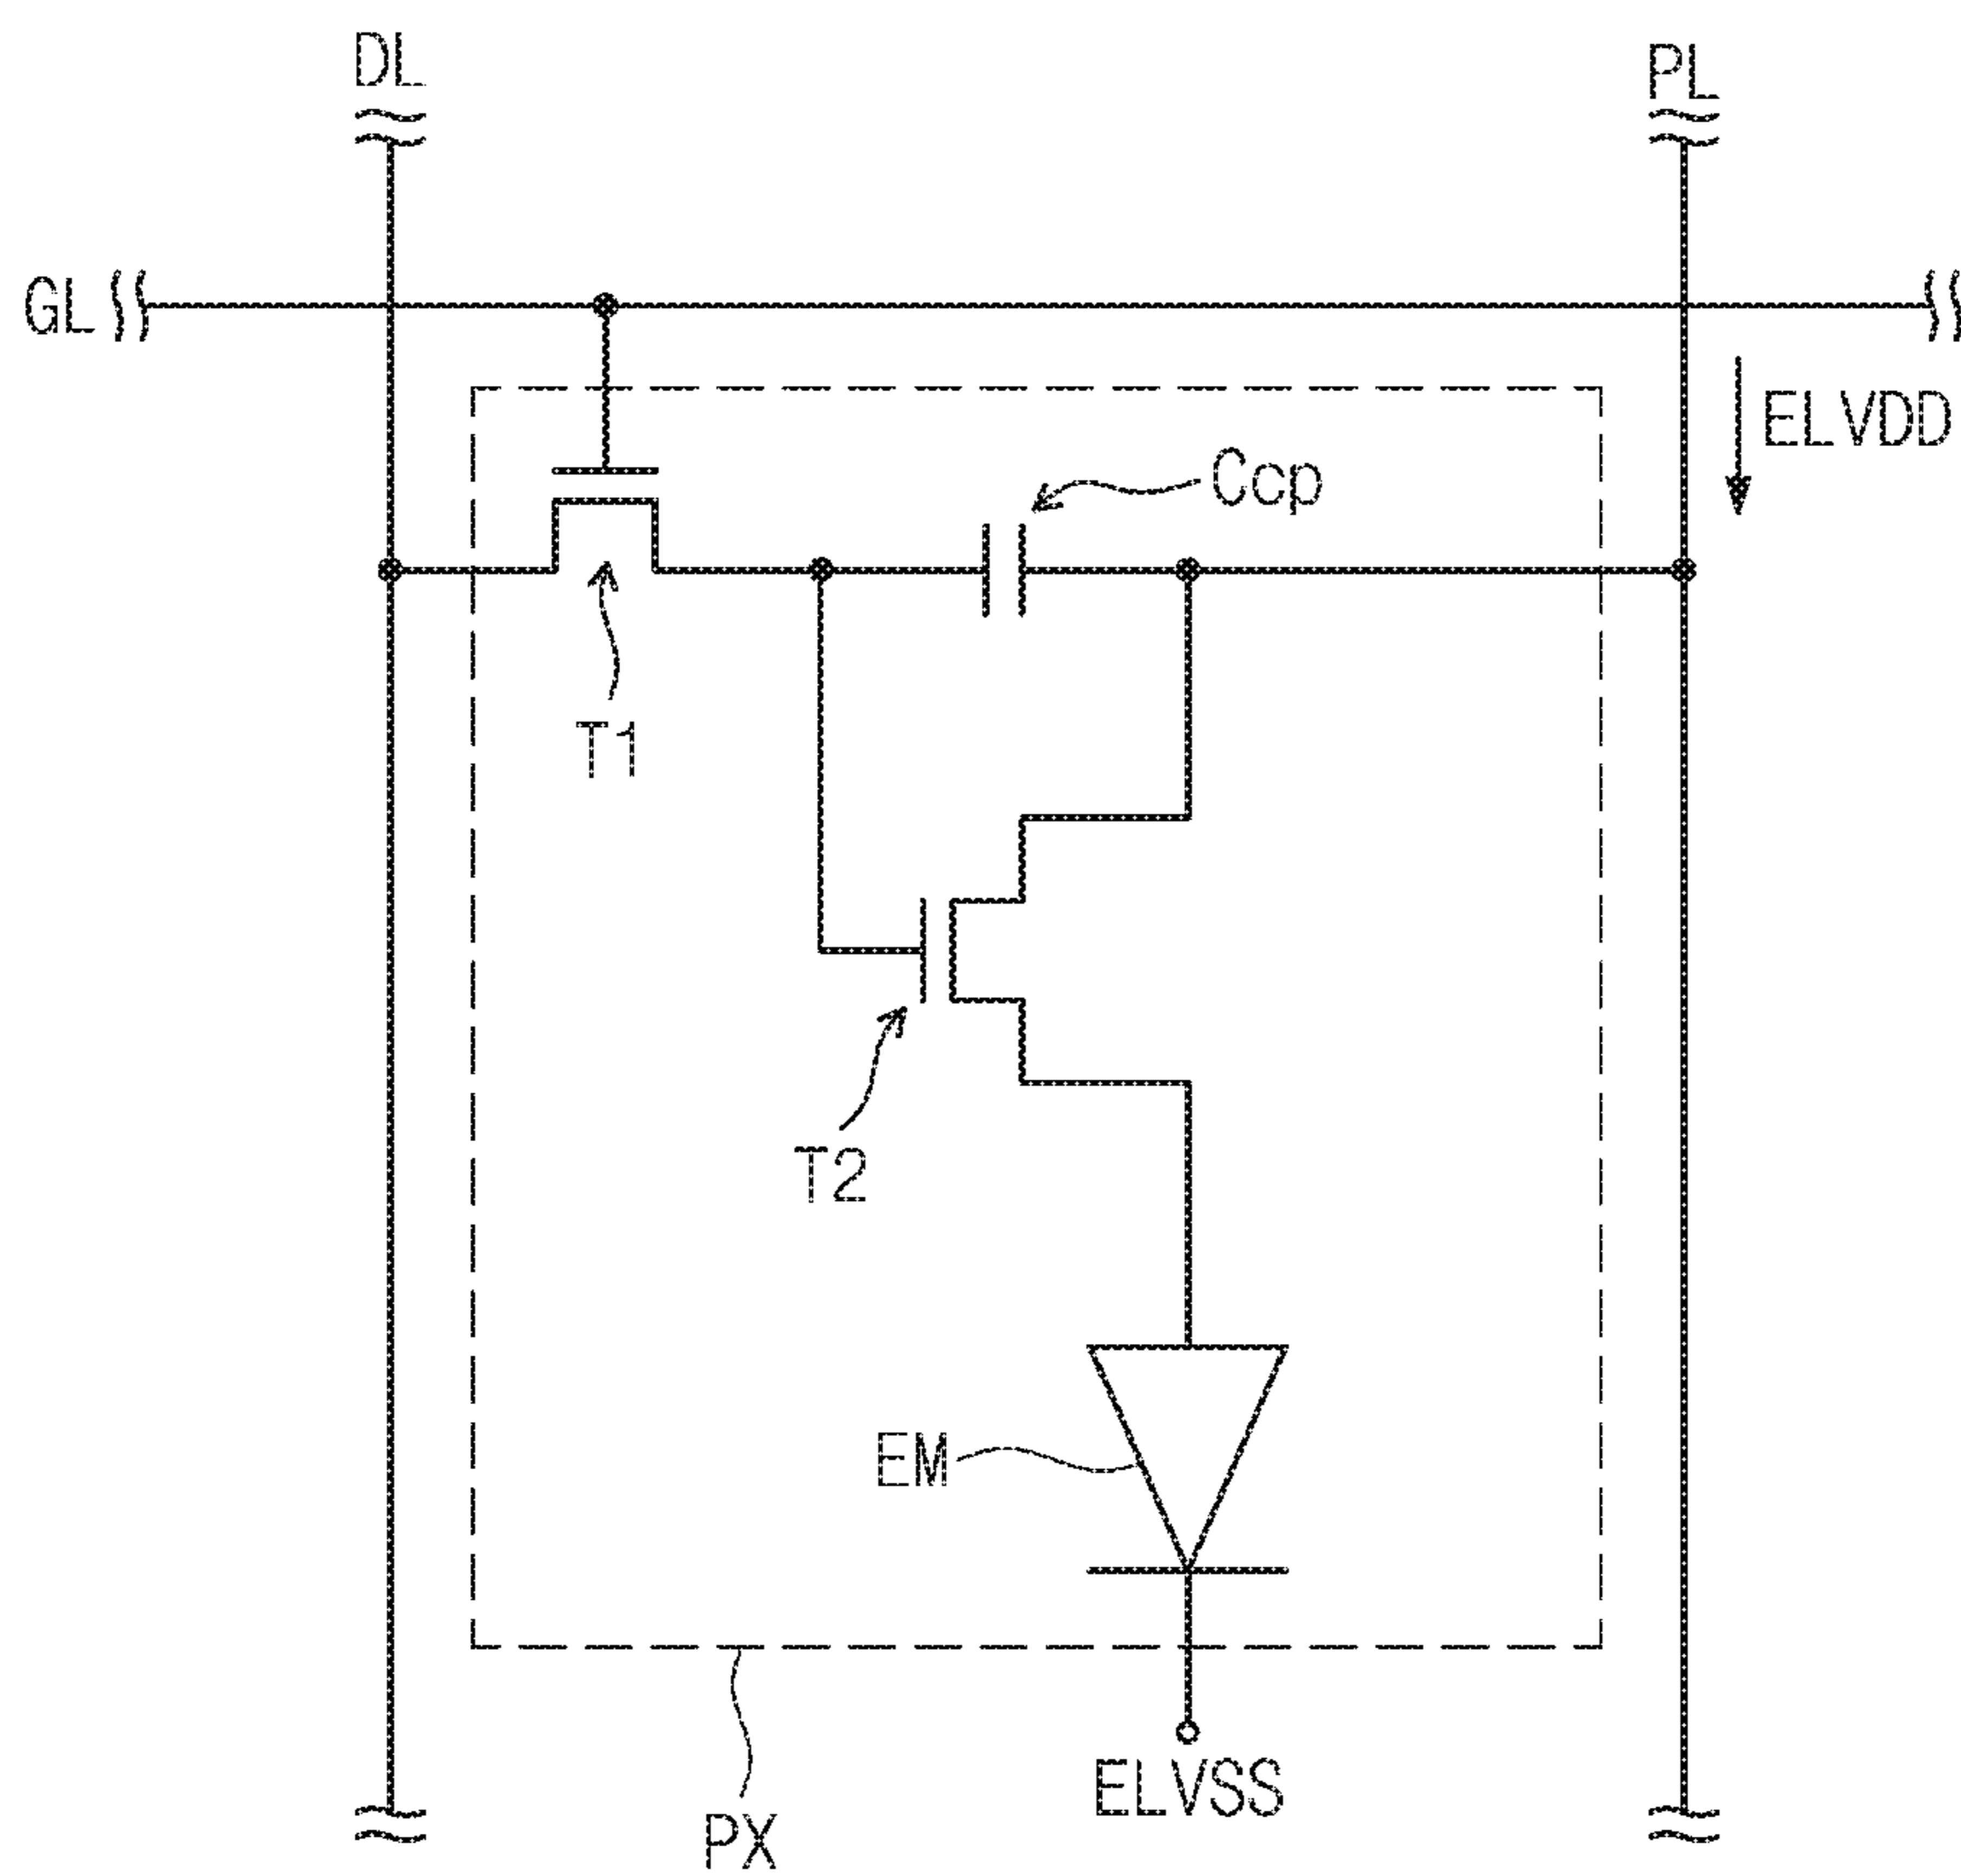 DL
PL
GL
ELVDD
Ccp
T1
T2
EM
ELVSS
PX